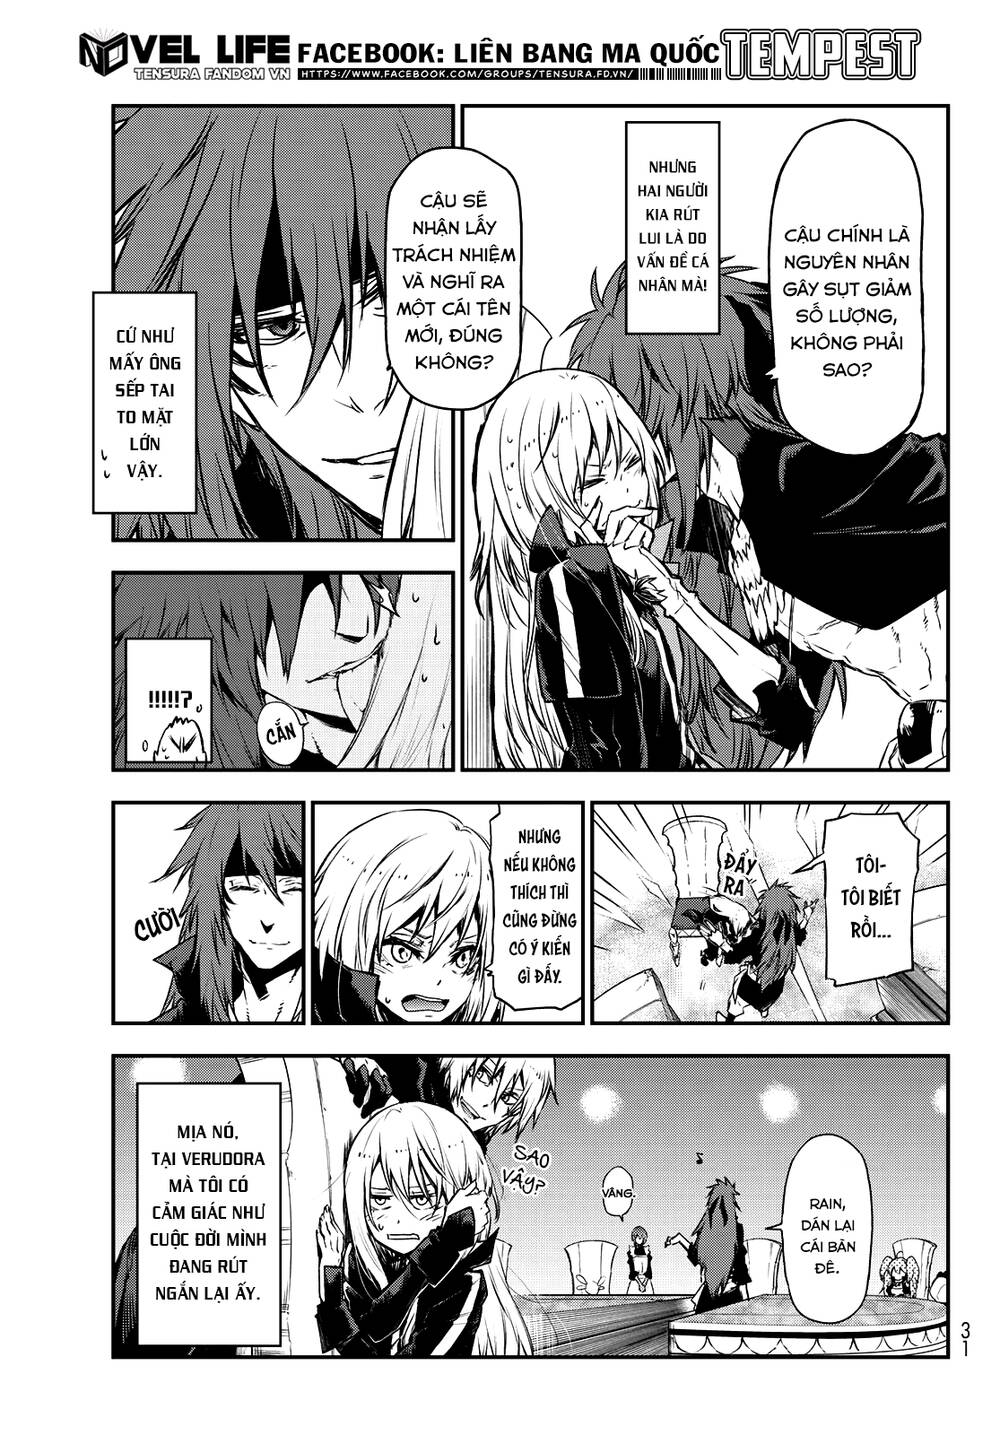 NOVEL LIFE
TENSURA FANDOM VN
FACEBOOK: LIÊN BANG MA QUỐC
HTTPS://WWW.FACEBOOK.COM/GROUPS/TENSURA.FD.VN/
TEMPEST
CẬU CHÍNH LÀ
NGUYÊN NHÂN
GÂY SỤT GIẢM
SỐ LƯỢNG,
KHÔNG PHẢI
SAO?
NHƯNG
HAI NGƯỜI
KIA RÚT
LUI LÀ DO
VẤN ĐỀ CÁ
NHÂN MÀ!
CẬU SẼ
NHẬN LẤY
TRÁCH NHIỆM
VÀ NGHĨ RA
MỘT CÁI TÊN
MỚI, ĐÚNG
KHÔNG?
CỨ NHƯ
MẤY ÔNG
SẾP TAI
TO MẶT
LỚN
VẬY.
CẮN
!!!!!?
TÔI-
TÔI BIẾT
RỒI...
ĐẨY
RA
NHƯNG
NẾU KHÔNG
THÍCH THÌ
CŨNG ĐỪNG
CÓ Ý KIẾN
GÌ ĐẤY.
CƯỜI
RAIN,
DÁN LẠI
CÁI BẢN
ĐÊ.
VÂNG.
SAO
VẬY?
MỊA NÓ,
TẠI VERUDORA
MÀ TÔI CÓ
CẢM GIÁC NHƯ
CUỘC ĐỜI MÌNH
ĐANG RÚT
NGẮN LẠI ẤY.
31